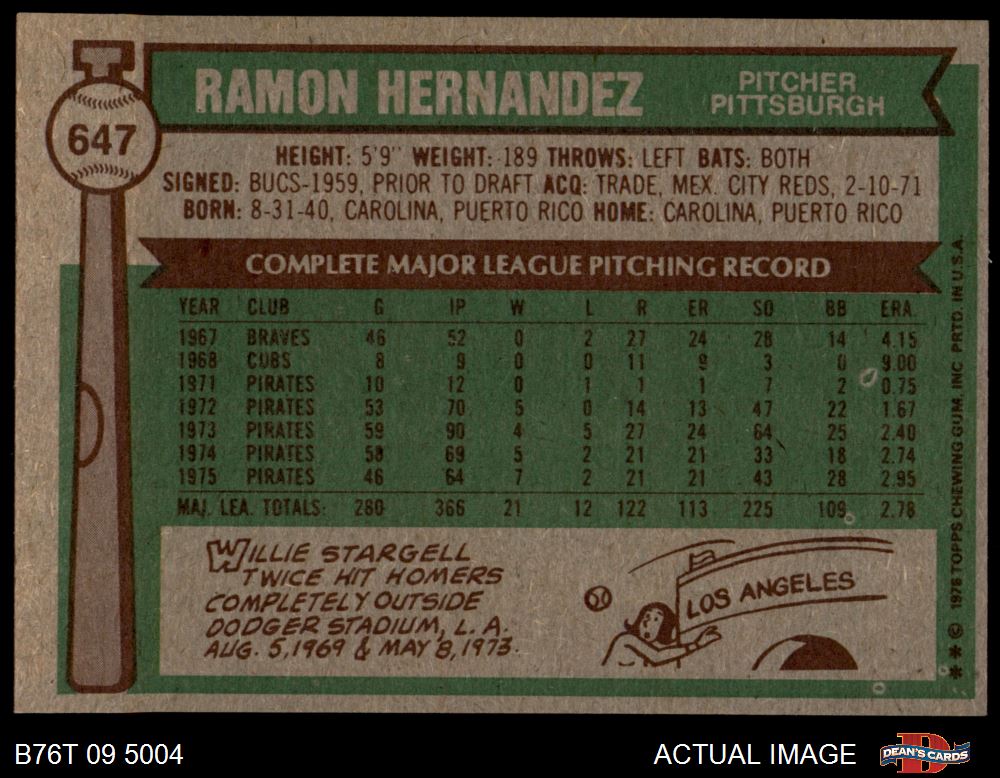 647
RAMON HERNANDEZ
PITCHER
PITTSBURGH
HEIGHT: 5'9" WEIGHT: 189 THROWS: LEFT BATS: BOTH
SIGNED: BUCS-1959, PRIOR TO DRAFT ACQ: TRADE, MEX. CITY REDS, 2-10-71
BORN: 8-31-40, CAROLINA, PUERTO RICO HOME: CAROLINA, PUERTO RICO
COMPLETE MAJOR LEAGUE PITCHING RECORD
YEAR CLUB G IP W L R ER SO BB ERA
1967 BRAVES 46 52 0 2 27 24 28 14 4.15
1968 CUBS 8 9 0 0 11 9 3 0 9.00
1971 PIRATES 10 12 0 1 1 1 7 2 0.75
1972 PIRATES 53 70 5 0 14 13 47 22 1.67
1973 PIRATES 59 90 4 5 27 24 64 25 2.40
1974 PIRATES 58 69 5 2 21 21 33 18 2.74
1975 PIRATES 46 64 7 2 21 21 43 28 2.95
MAJ. LEA. TOTALS: 280 366 21 12 122 113 225 109 2.78
WILLIE STARGELL
TWICE HIT HOMERS
COMPLETELY OUTSIDE
DODGER STADIUM, L.A.
AUG. 5, 1969 & MAY 8, 1973.
LOS ANGELES
** © 1976 TOPPS CHEWING GUM, INC PRTD. IN U.S.A.
B76T 09 5004
ACTUAL IMAGE
DEAN'S CARDS